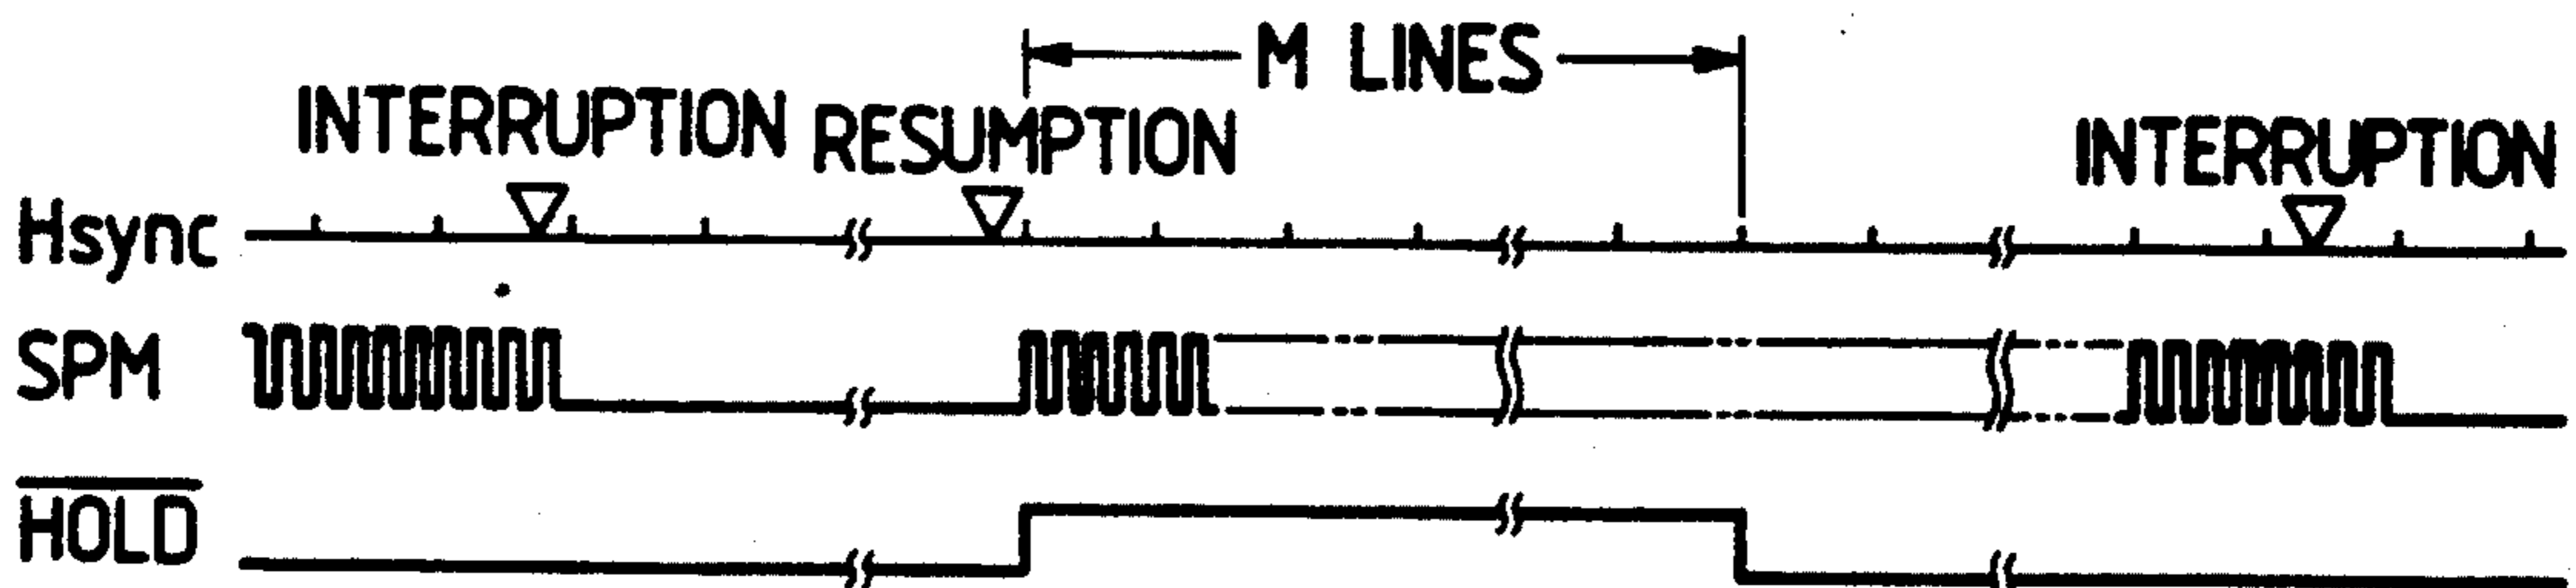 M LINES
INTERRUPTION RESUMPTION INTERRUPTION
Hsync
SPM
HOLD